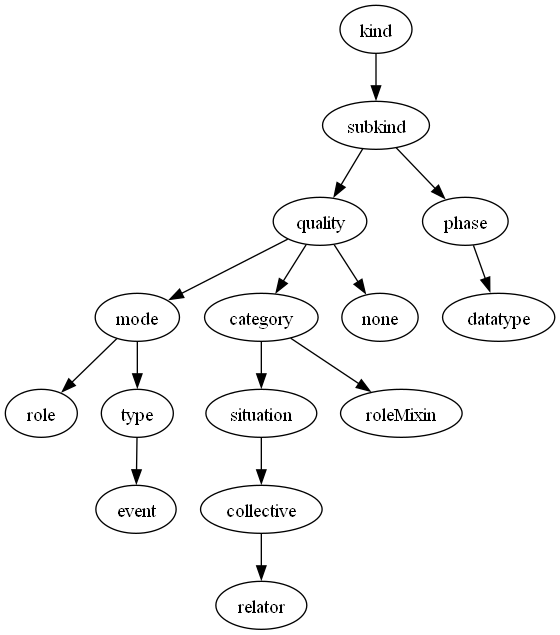 kind
subkind
quality
phase
mode
category
none
datatype
role
type
situation
roleMixin
event
collective
relator